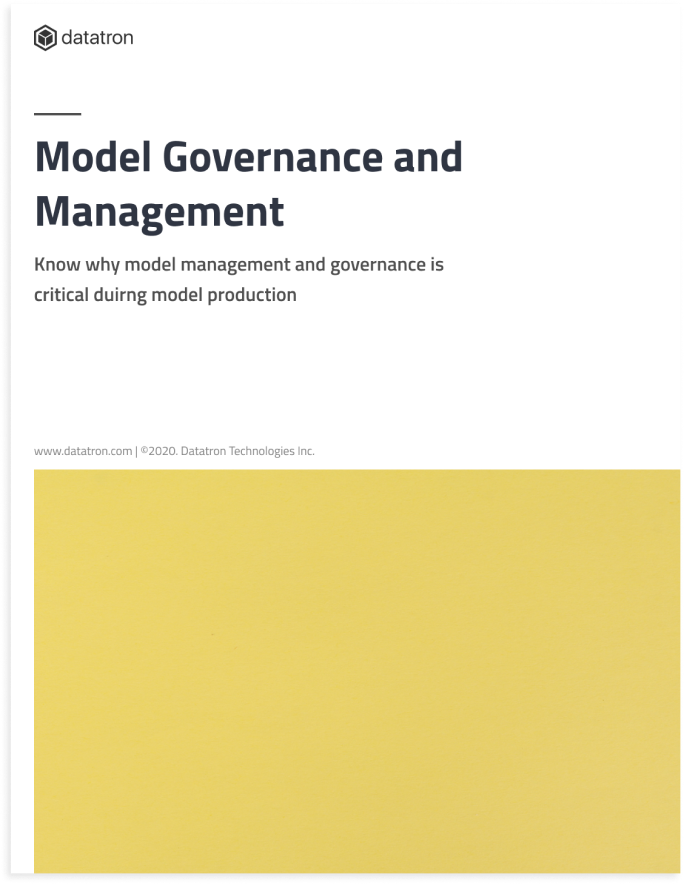 datatron
Model Governance and
Management
Know why model management and governance is
critical duirng model production
www.datatron.com | ©2020. Datatron Technologies Inc.